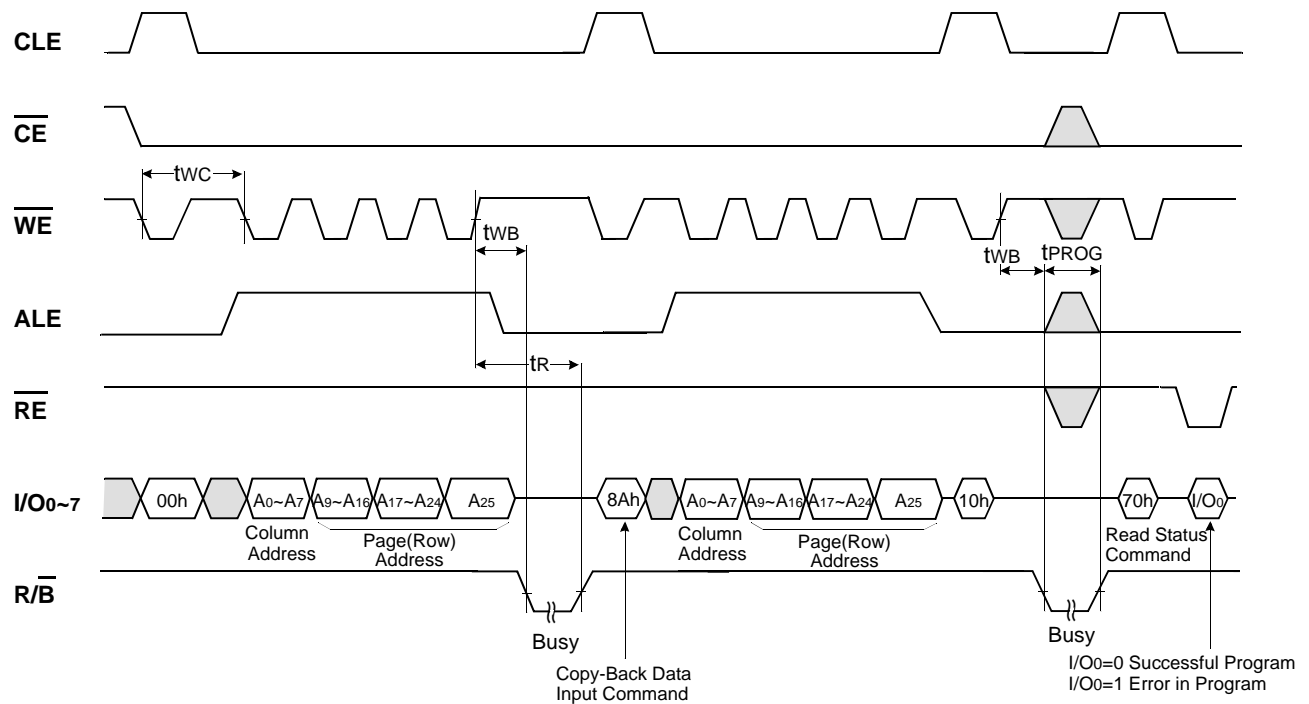 CLE
CE
tWC
WE
tWB
tWB
tPROG
ALE
tR
RE
I/O0~7
00h
A0~A7
A9~A16
A17~A24
A25
8Ah
A0~A7
A9~A16
A17~A24
A25
10h
70h
I/O0
Column
Address
Page(Row)
Address
Column
Address
Page(Row)
Address
Read Status
Command
R/B
Busy
Busy
Copy-Back Data
Input Command
I/O0=0 Successful Program
I/O0=1 Error in Program